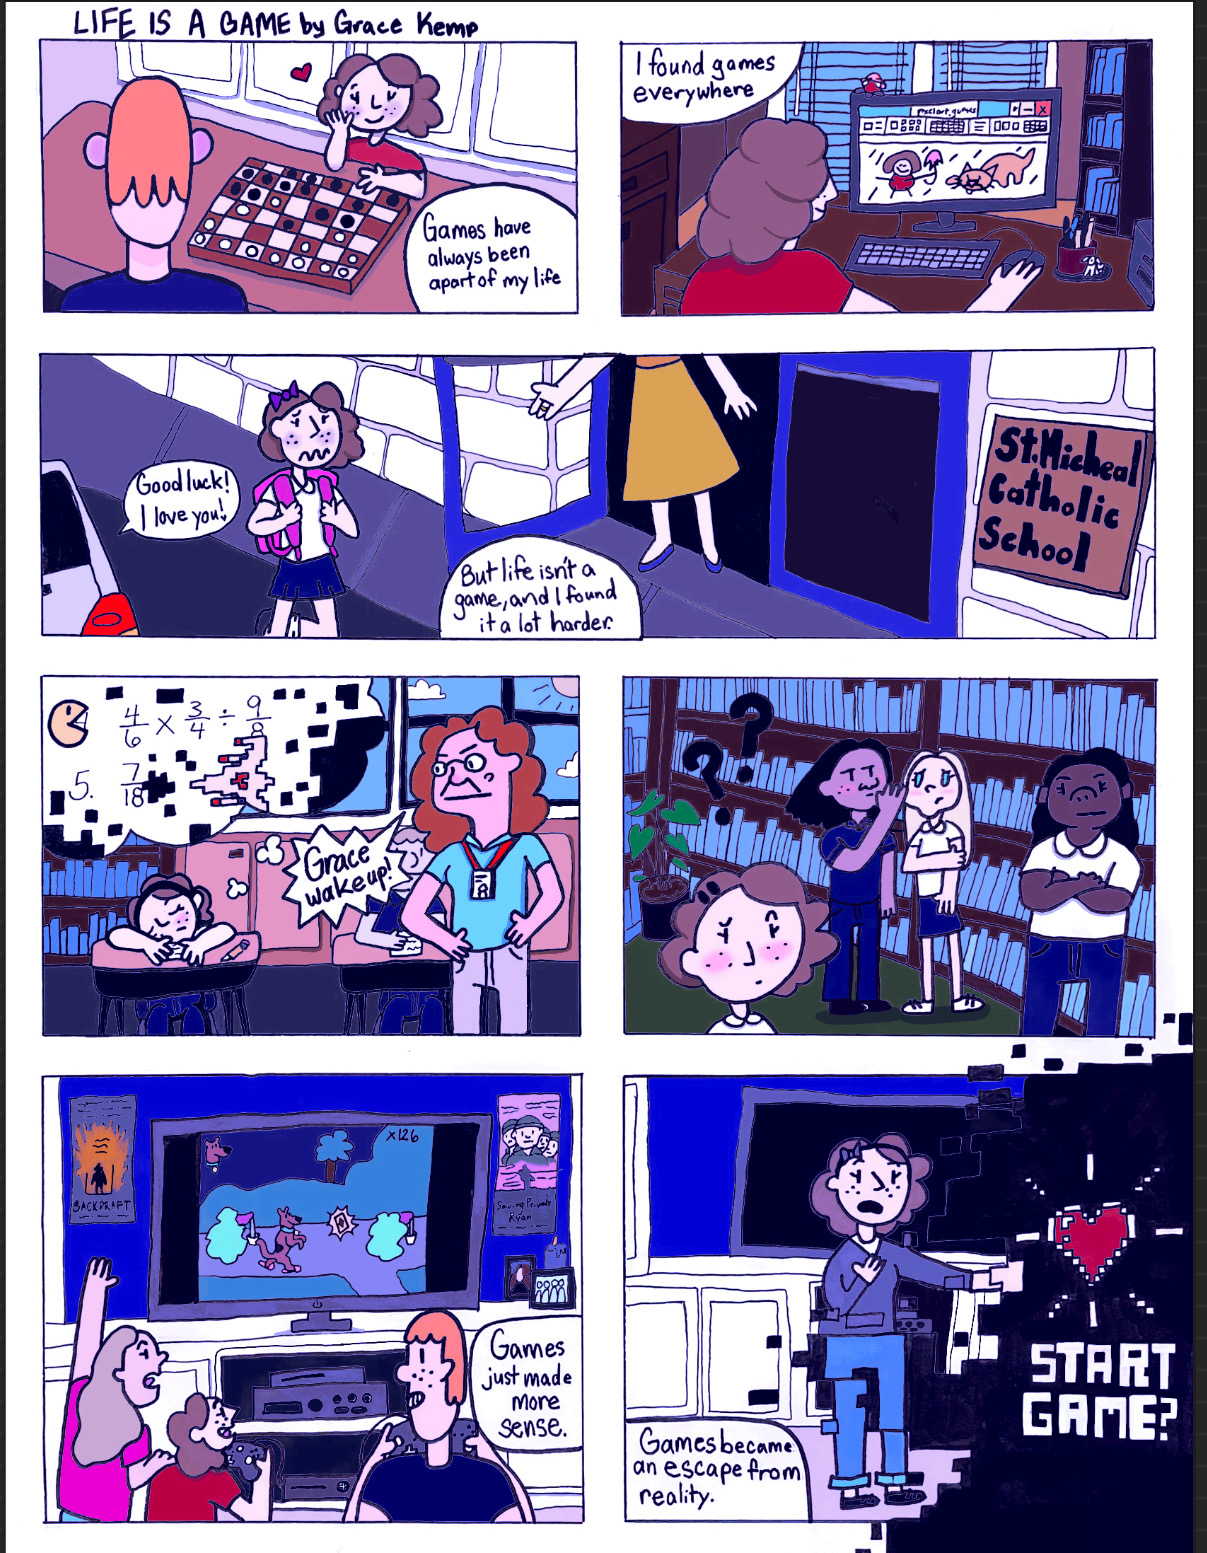 LIFE IS A GAME by Grace Kemp
Games have
always been
apart of my life
I found games
everywhere
pixelart.games
X
Good luck!
I love you!
But life isn't a
game, and I found
it a lot harder.
St. Micheal
Catholic
School
4/6 x 3/4 ÷ 9/8
5. 7/18
Grace
wake up!
? ?
BACKDRAFT
x126
Saving Private
Ryan
Games
just made
more
sense.
Games became
an escape from
reality.
START
GAME?